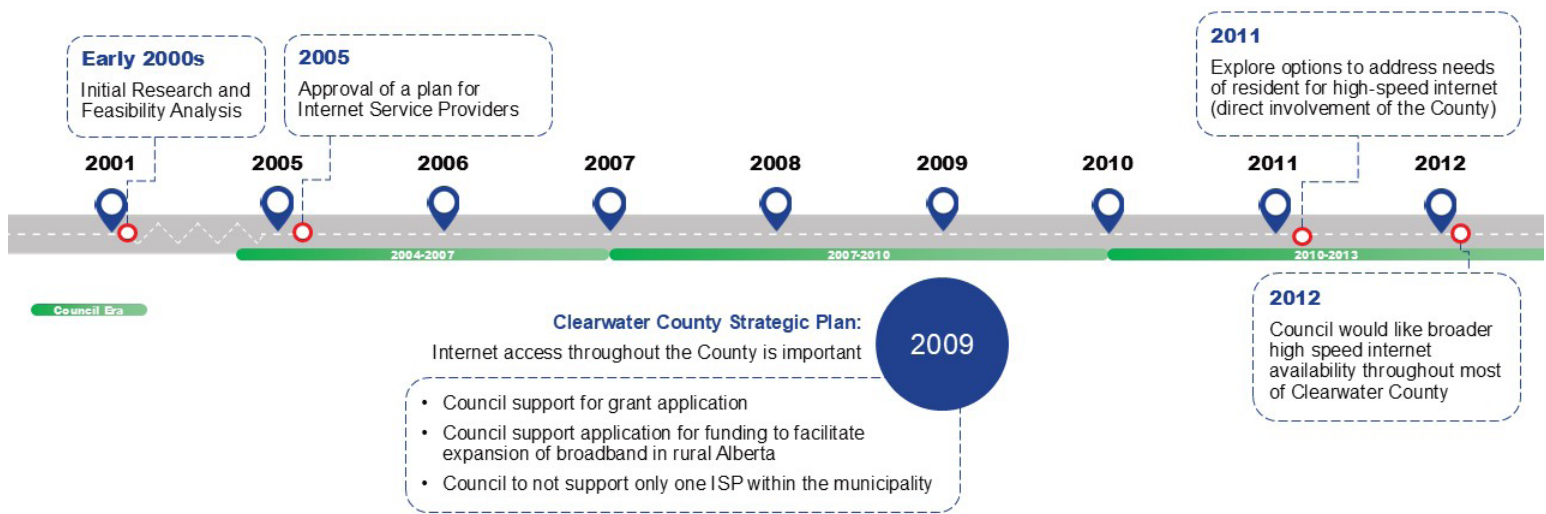 Early 2000s
Initial Research and
Feasibility Analysis
2005
Approval of a plan for
Internet Service Providers
2011
Explore options to address needs
of resident for high-speed internet
(direct involvement of the County)
2001
2005
2006
2007
2008
2009
2010
2011
2012
2004-2007
2007-2010
2010-2013
Council Era
Clearwater County Strategic Plan:
Internet access throughout the County is important
2009
• Council support for grant application
• Council support application for funding to facilitate
expansion of broadband in rural Alberta
• Council to not support only one ISP within the municipality
2012
Council would like broader
high speed internet
availability throughout most
of Clearwater County